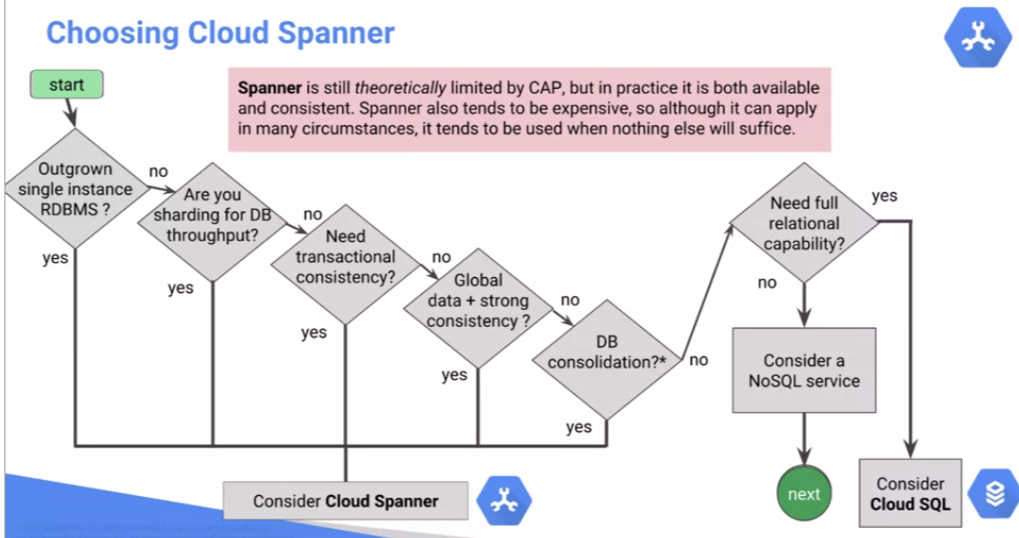 Choosing Cloud Spanner
start
Spanner is still theoretically limited by CAP, but in practice it is both available
and consistent. Spanner also tends to be expensive, so although it can apply
in many circumstances, it tends to be used when nothing else will suffice.
Outgrown
single instance
RDBMS ?
no
yes
Are you
sharding for DB
throughput?
no
yes
Need
transactional
consistency?
no
yes
Global
data + strong
consistency ?
no
yes
DB
consolidation?*
no
yes
Need full
relational
capability?
yes
no
Consider a
NoSQL service
next
Consider
Cloud SQL
Consider Cloud Spanner